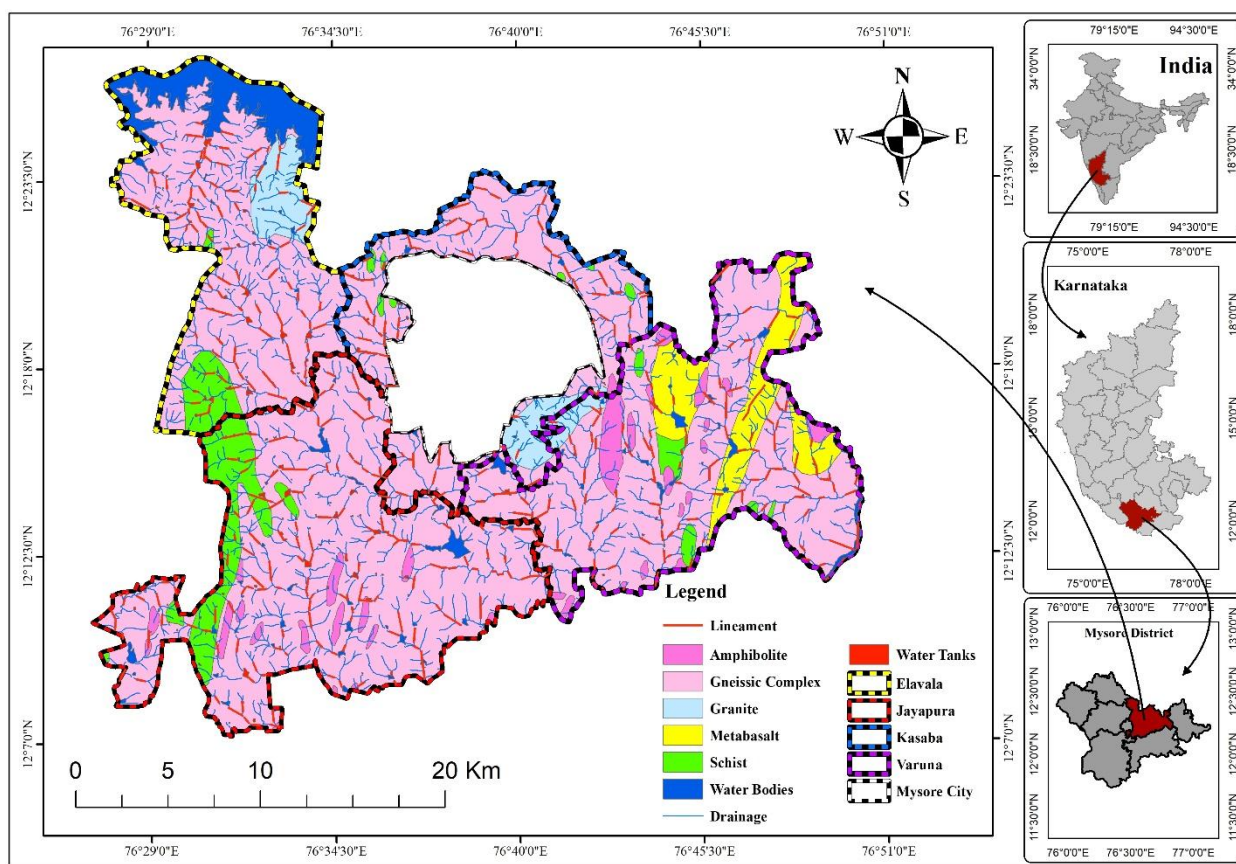 76°29'0"E 76°34'30"E 76°40'0"E 76°45'30"E 76°51'0"E
12°23'30"N
12°18'0"N
12°12'30"N
12°7'0"N
N
W E
S
12°23'30"N
12°18'0"N
12°12'30"N
12°7'0"N
Legend
Lineament
Amphibolite
Gneissic Complex
Granite
Metabasalt
Schist
Water Bodies
Drainage
Water Tanks
Elavala
Jayapura
Kasaba
Varuna
Mysore City
0 5 10 20 Km
76°29'0"E 76°34'30"E 76°40'0"E 76°45'30"E 76°51'0"E
79°15'0"E 94°30'0"E
India
34°0'0"N
18°30'0"N
34°0'0"N
18°30'0"N
79°15'0"E 94°30'0"E
75°0'0"E 78°0'0"E
Karnataka
18°0'0"N
15°0'0"N
12°0'0"N
18°0'0"N
15°0'0"N
12°0'0"N
75°0'0"E 78°0'0"E
76°0'0"E 76°30'0"E 77°0'0"E
Mysore District
13°0'0"N
12°30'0"N
12°0'0"N
11°30'0"N
13°0'0"N
12°30'0"N
12°0'0"N
11°30'0"N
76°0'0"E 76°30'0"E 77°0'0"E